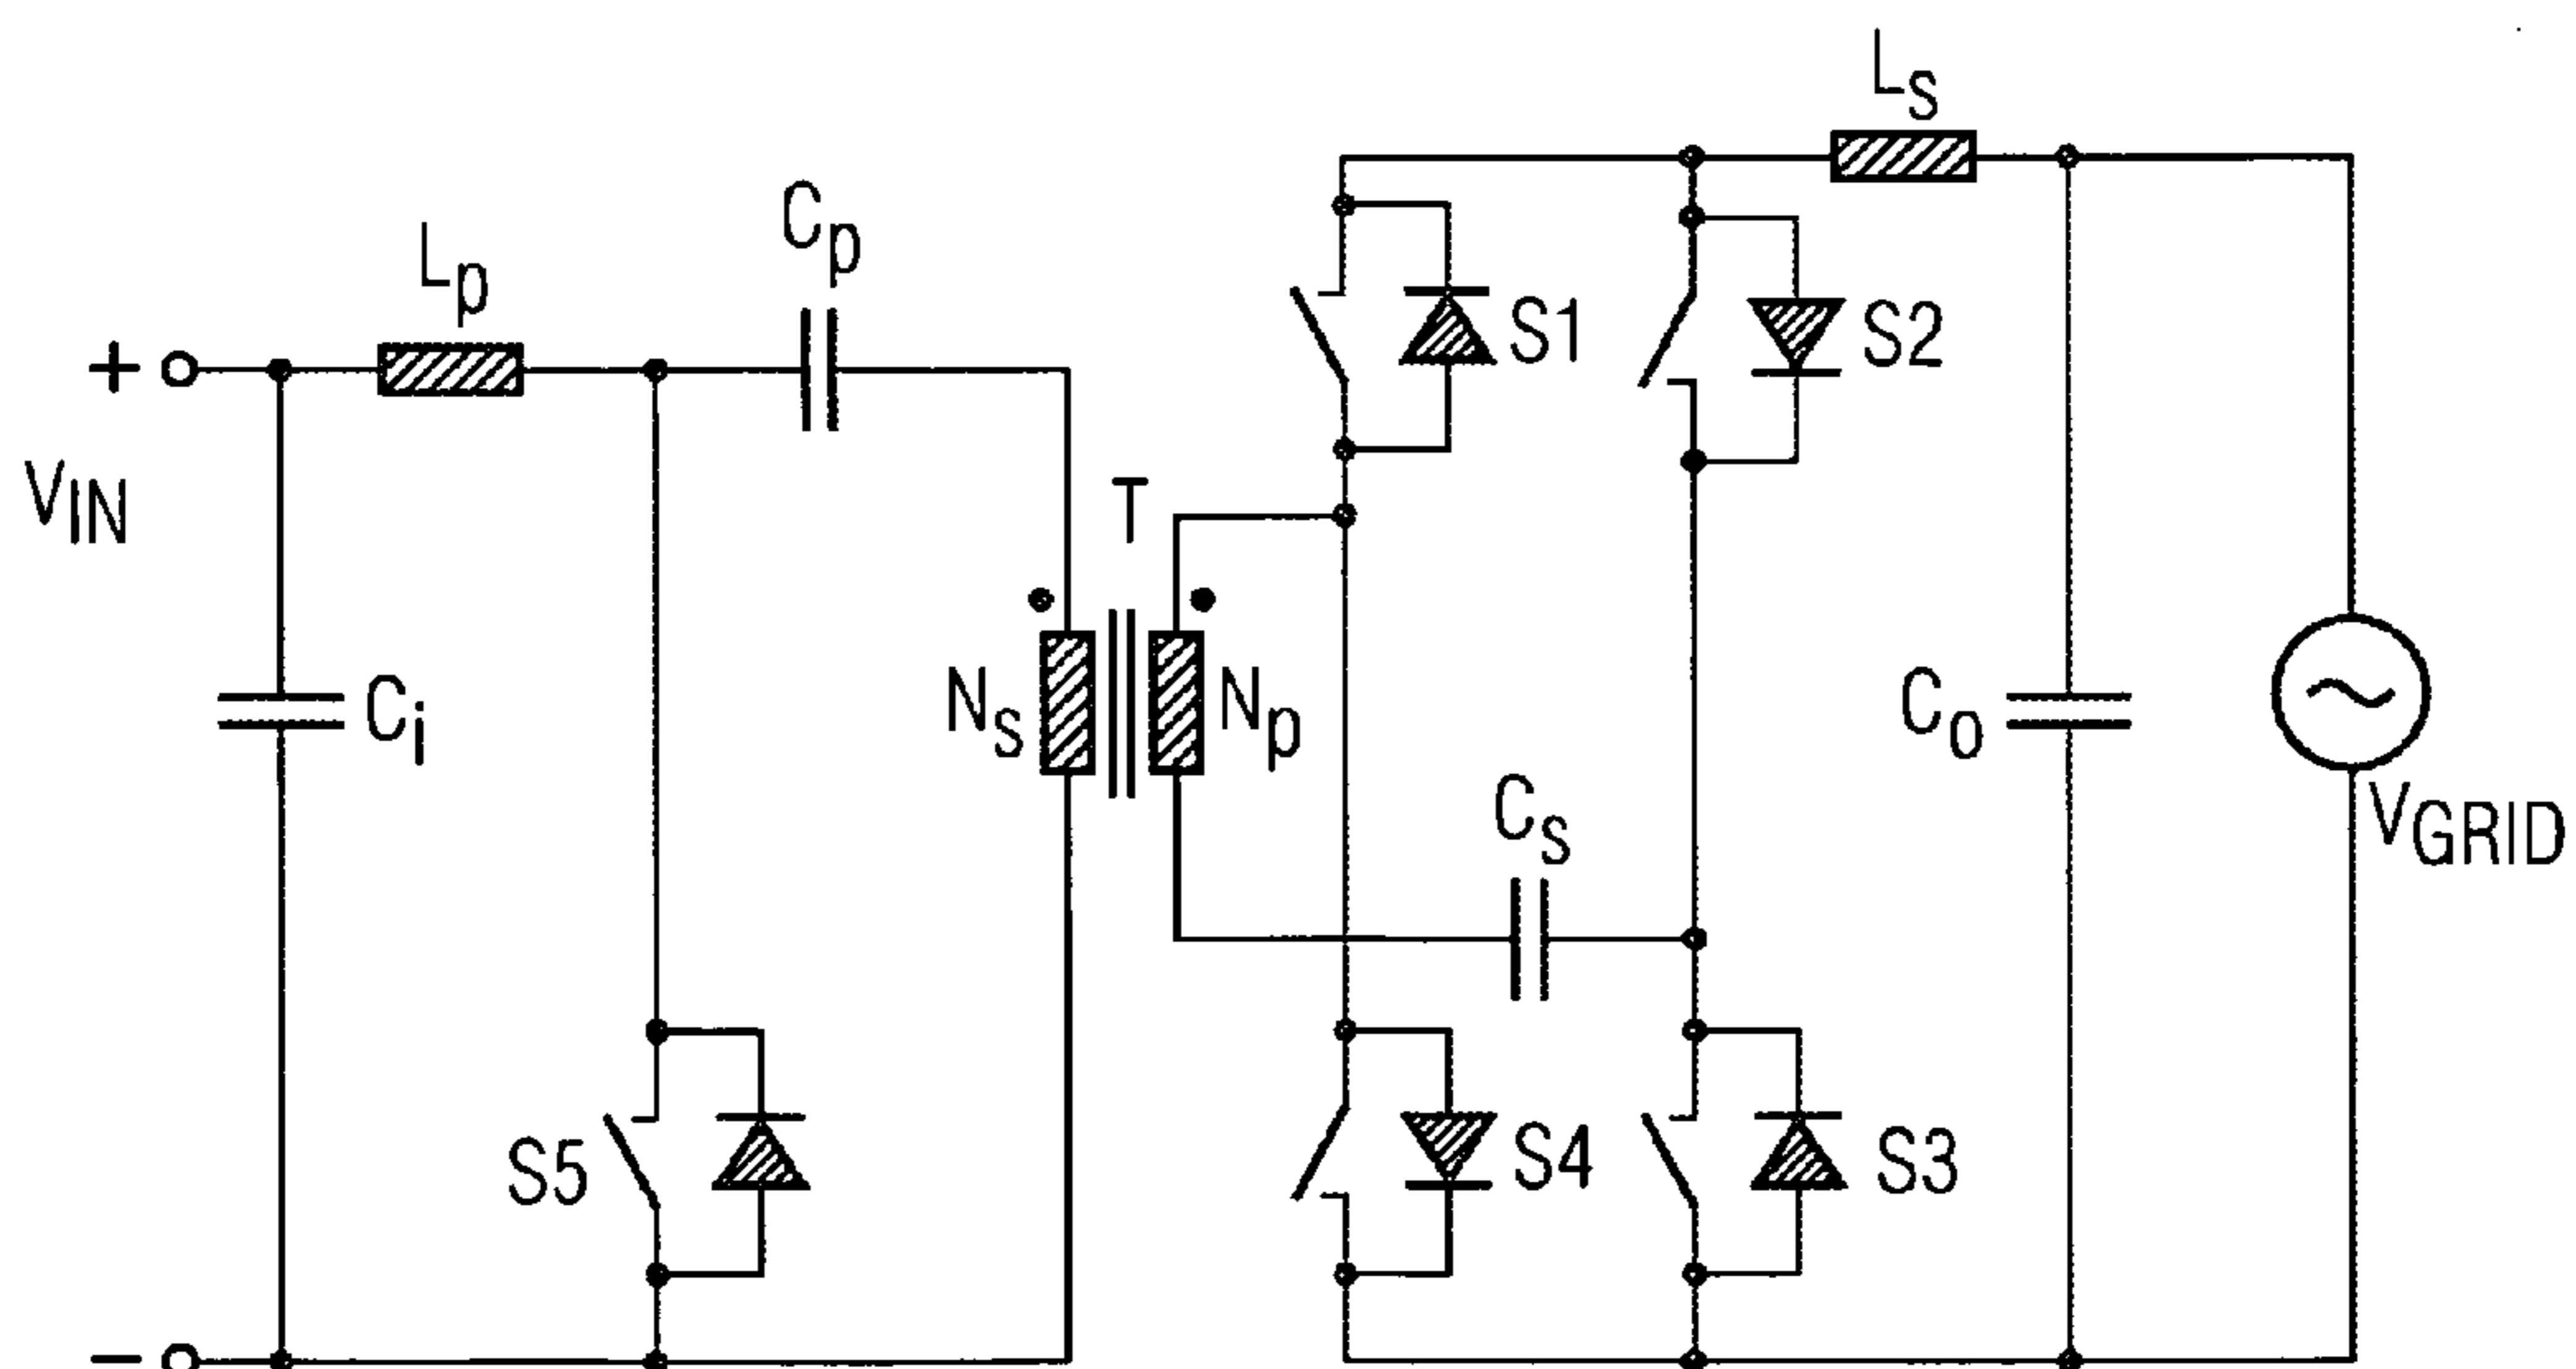 Ls
Cp
Lp
+
S1
S2
VIN
T
Ns
Np
Ci
Co
Cs
VGRID
S5
S4
S3
−